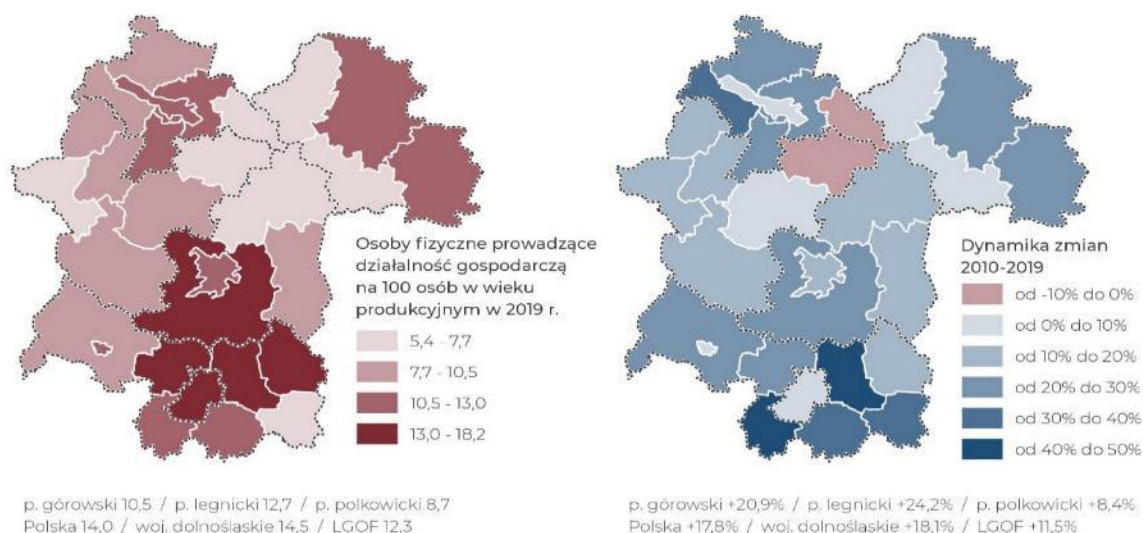 Osoby fizyczne prowadzące
działalność gospodarczą
na 100 osób w wieku
produkcyjnym w 2019 r.
5,4 - 7,7
7,7 - 10,5
10,5 - 13,0
13,0 - 18,2
p. górowski 10,5 / p. legnicki 12,7 / p. polkowicki 8,7
Polska 14,0 / woj. dolnośląskie 14,5 / LGOF 12,3
Dynamika zmian
2010-2019
od -10% do 0%
od 0% do 10%
od 10% do 20%
od 20% do 30%
od 30% do 40%
od 40% do 50%
p. górowski +20,9% / p. legnicki +24,2% / p. polkowicki +8,4%
Polska +17,8% / woj. dolnośląskie +18,1% / LGOF +11,5%